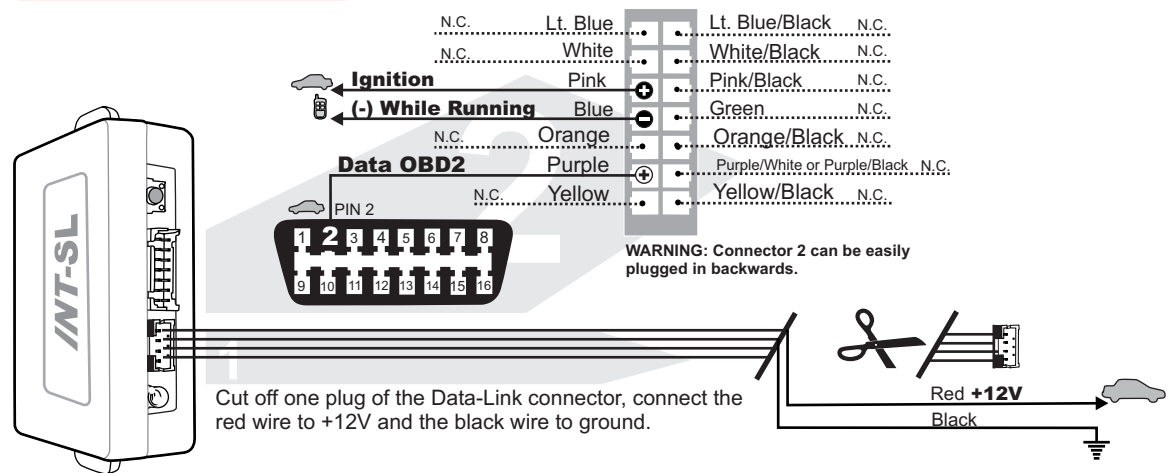 N.C. Lt. Blue Lt. Blue/Black N.C.
N.C. White White/Black N.C.
Ignition Pink Pink/Black N.C.
(-) While Running Blue Green N.C.
N.C. Orange Orange/Black N.C.
Data OBD2 Purple Purple/White or Purple/Black N.C.
N.C. Yellow Yellow/Black N.C.
PIN 2
1 2 3 4 5 6 7 8
9 10 11 12 13 14 15 16
WARNING: Connector 2 can be easily
plugged in backwards.
INT-SL
2
1
Cut off one plug of the Data-Link connector, connect the
red wire to +12V and the black wire to ground.
Red +12V
Black